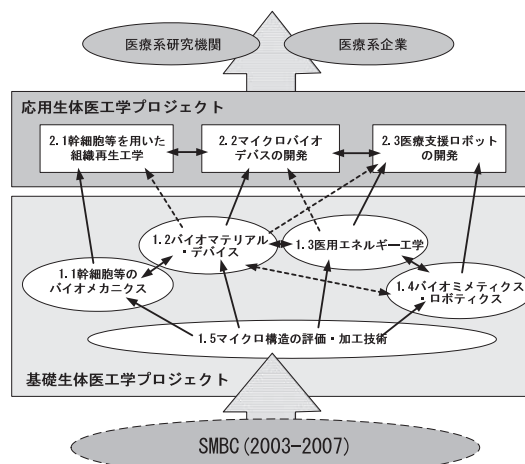 医療系研究機関
医療系企業
応用生体医工学プロジェクト
2.1幹細胞等を用いた
組織再生工学
2.2マイクロバイオ
デバスの開発
2.3医療支援ロボット
の開発
1.2バイオマテリアル
・デバイス
1.3医用エネルギー工学
1.1幹細胞等の
バイオメカニクス
1.4バイオミメティクス
・ロボティクス
1.5マイクロ構造の評価・加工技術
基礎生体医工学プロジェクト
SMBC(2003-2007)